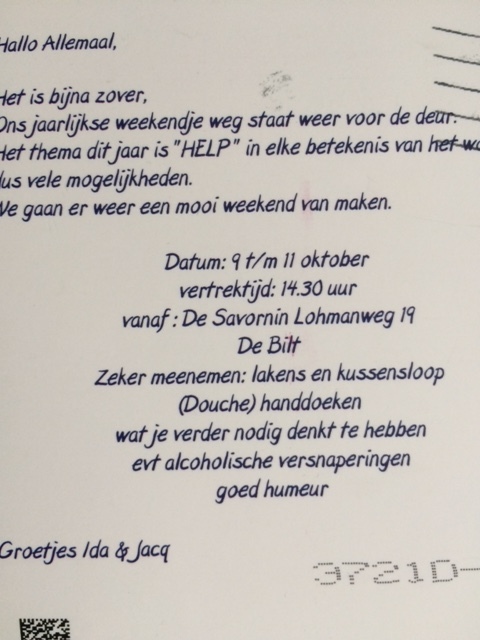 Hallo Allemaal,
Het is bijna zover,
Ons jaarlijkse weekendje weg staat weer voor de deur.
Het thema dit jaar is "HELP" in elke betekenis van het
dus vele mogelijkheden.
We gaan er weer een mooi weekend van maken.
Datum: 9 t/m 11 oktober
vertrektijd: 14.30 uur
vanaf : De Savornin Lohmanweg 19
De Bilt
Zeker meenemen: lakens en kussensloop
(Douche) handdoeken
wat je verder nodig denkt te hebben
evt alcoholische versnaperingen
goed humeur
Groetjes Ida & Jacq
3721D